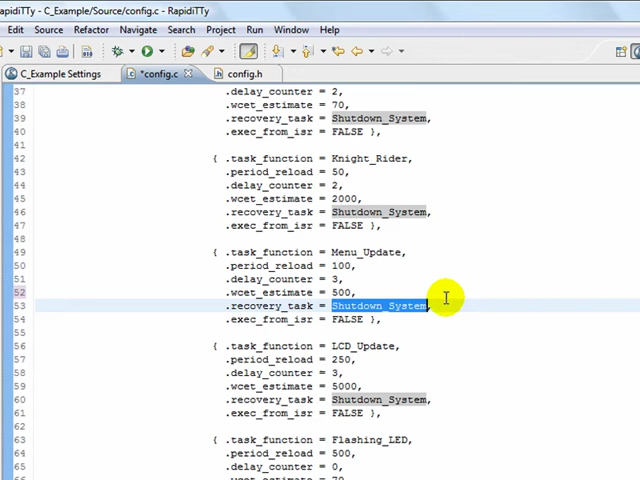 C_Example/Source/config.c - RapidiTTy
Edit Source Refactor Navigate Search Project Run Window Help
C_Example Settings *config.c config.h
37 .delay_counter = 2,
38 .wcet_estimate = 70,
39 .recovery_task = Shutdown_System,
40 .exec_from_isr = FALSE },
41
42 { .task_function = Knight_Rider,
43 .period_reload = 50,
44 .delay_counter = 2,
45 .wcet_estimate = 2000,
46 .recovery_task = Shutdown_System,
47 .exec_from_isr = FALSE },
48
49 { .task_function = Menu_Update,
50 .period_reload = 100,
51 .delay_counter = 3,
52 .wcet_estimate = 500,
53 .recovery_task = Shutdown_System,
54 .exec_from_isr = FALSE },
55
56 { .task_function = LCD_Update,
57 .period_reload = 250,
58 .delay_counter = 3,
59 .wcet_estimate = 5000,
60 .recovery_task = Shutdown_System,
61 .exec_from_isr = FALSE },
62
63 { .task_function = Flashing_LED,
64 .period_reload = 500,
65 .delay_counter = 0,
.wcet_estimate = 70